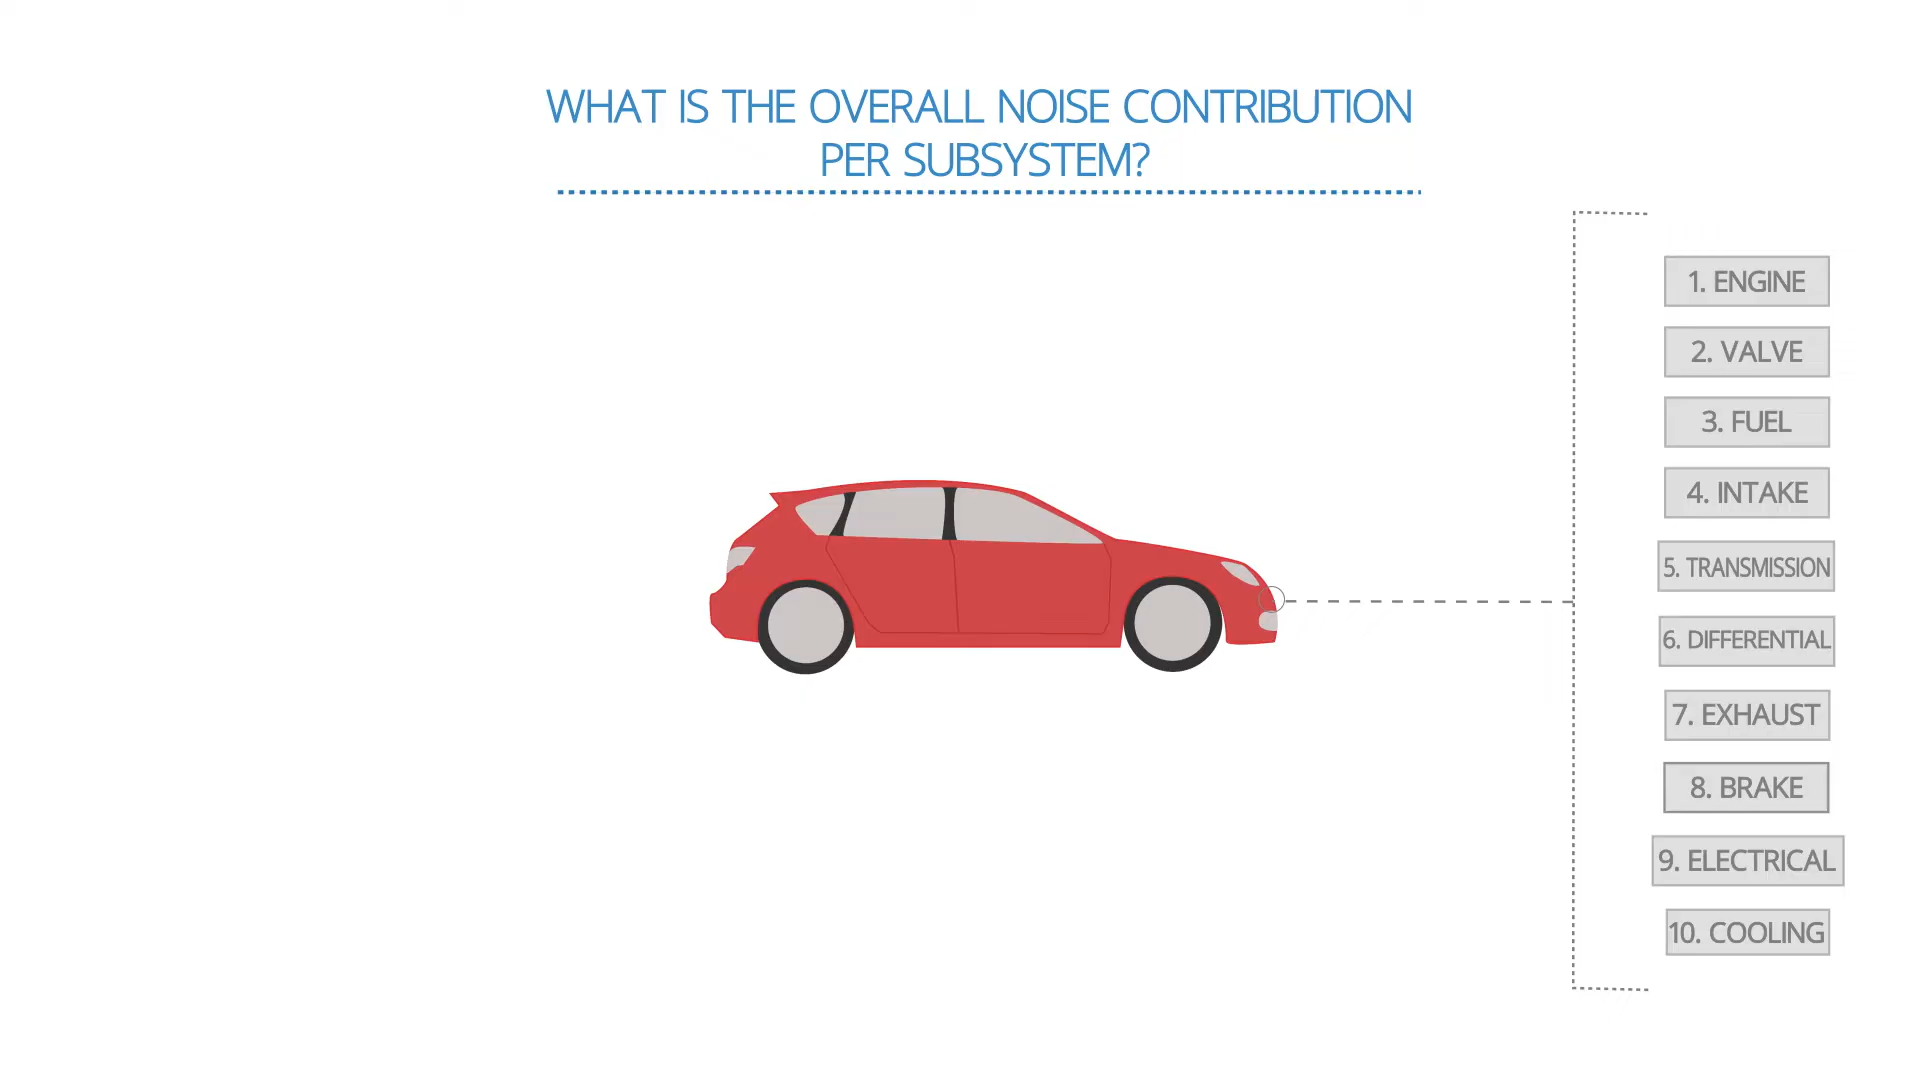 WHAT IS THE OVERALL NOISE CONTRIBUTION
PER SUBSYSTEM?
1. ENGINE
2. VALVE
3. FUEL
4. INTAKE
5. TRANSMISSION
6. DIFFERENTIAL
7. EXHAUST
8. BRAKE
9. ELECTRICAL
10. COOLING